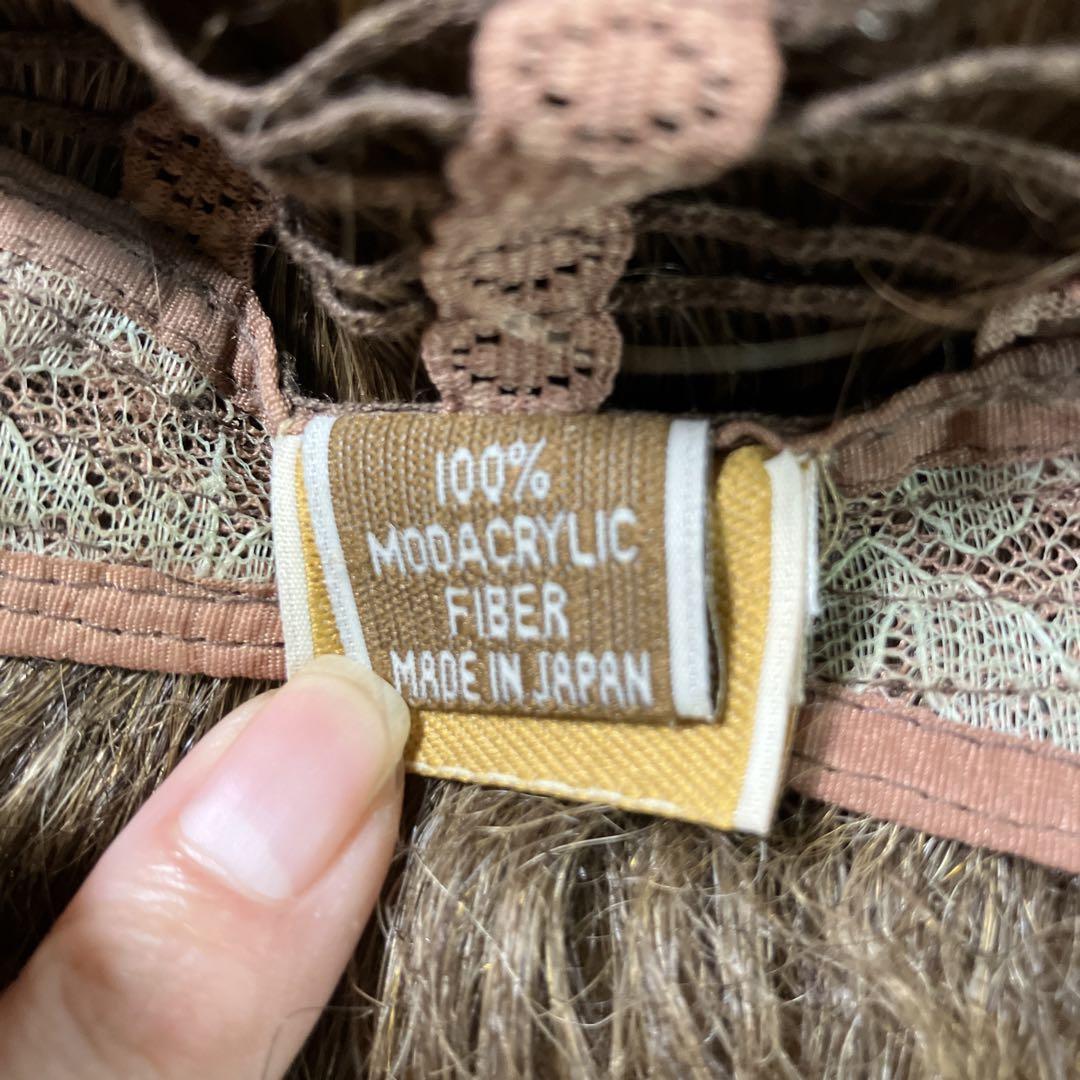 100%
MODACRYLIC
FIBER
MADE IN JAPAN